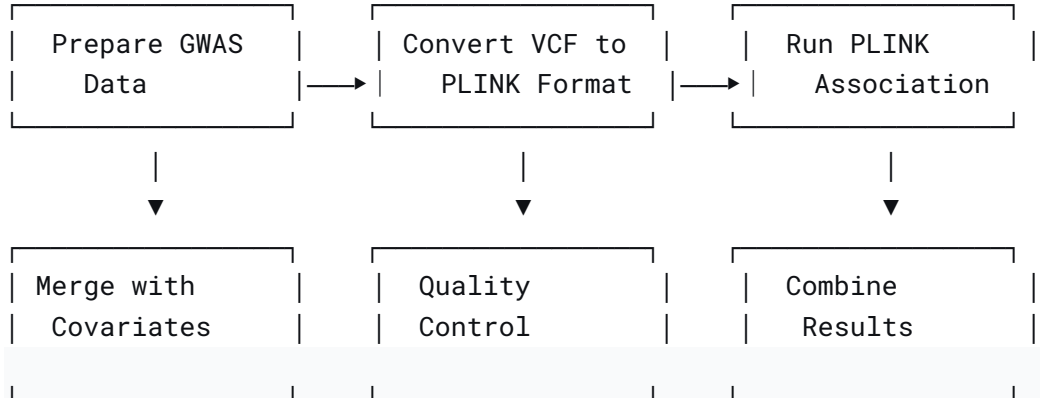 Prepare GWAS Data
Convert VCF to PLINK Format
Run PLINK Association
Merge with Covariates
Quality Control
Combine Results